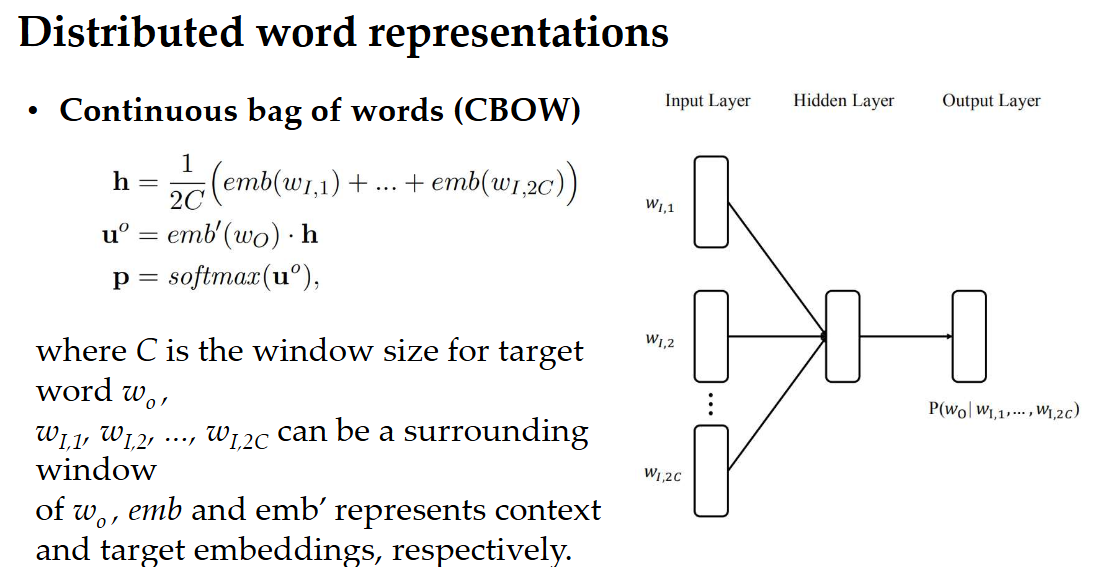 Distributed word representations
• Continuous bag of words (CBOW)
h = 1/2C (emb(w_{I,1}) + ... + emb(w_{I,2C}))
u^o = emb′(w_O) · h
p = softmax(u^o),
where C is the window size for target
word w_o,
w_{I,1}, w_{I,2}, ..., w_{I,2C} can be a surrounding
window
of w_o, emb and emb′ represents context
and target embeddings, respectively.
Input Layer Hidden Layer Output Layer
w_{I,1}
w_{I,2}
⋮
P(w_O| w_{I,1},...,w_{I,2C})
w_{I,2C}